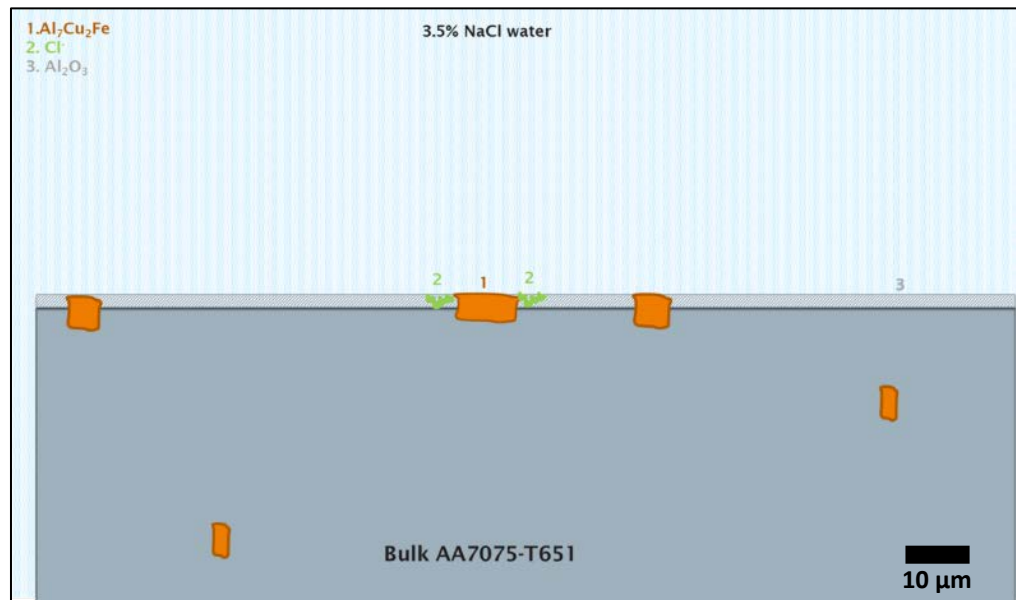 1.Al₇Cu₂Fe
3.5% NaCl water
2. Cl⁻
3. Al₂O₃
2
1
2
3
Bulk AA7075-T651
10 µm